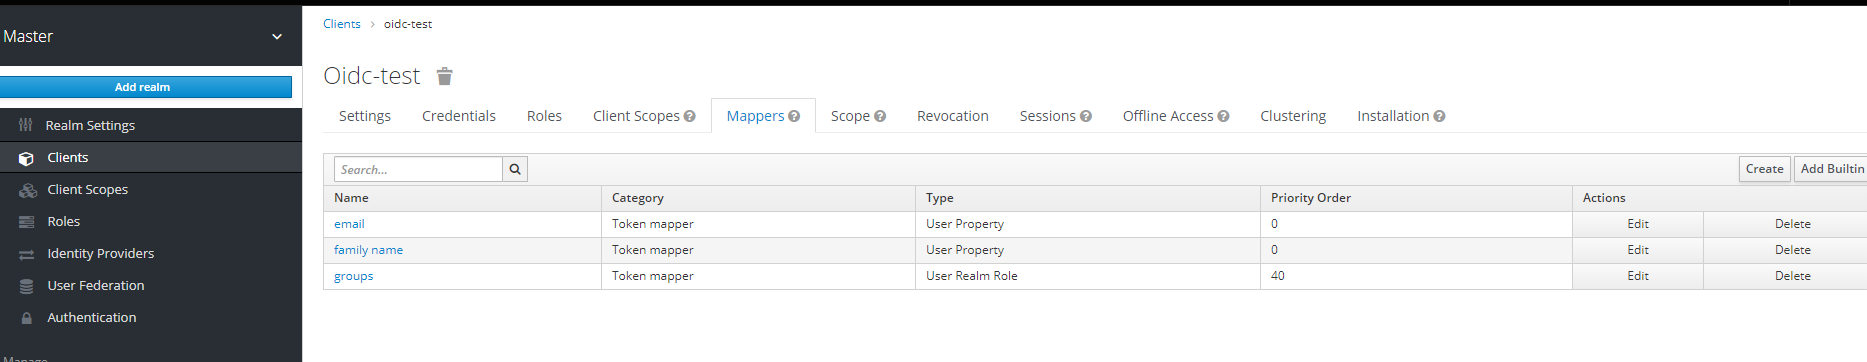 Master
Add realm
Realm Settings
Clients
Client Scopes
Roles
Identity Providers
User Federation
Authentication
Manage
Clients > oidc-test
Oidc-test
Settings Credentials Roles Client Scopes Mappers Scope Revocation Sessions Offline Access Clustering Installation
Search...
Create Add Builtin
Name Category Type Priority Order Actions
email Token mapper User Property 0 Edit Delete
family name Token mapper User Property 0 Edit Delete
groups Token mapper User Realm Role 40 Edit Delete